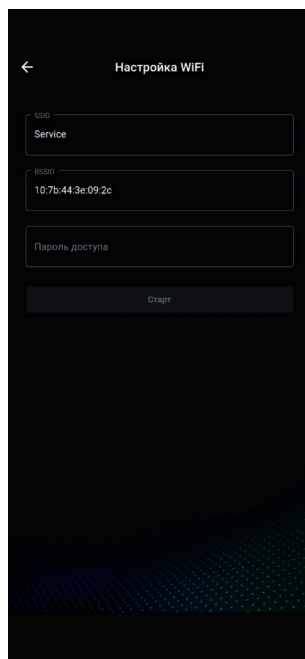 Настройка WiFi
SSID
Service
BSSID
10:7b:44:3e:09:2c
Пароль доступа
Старт